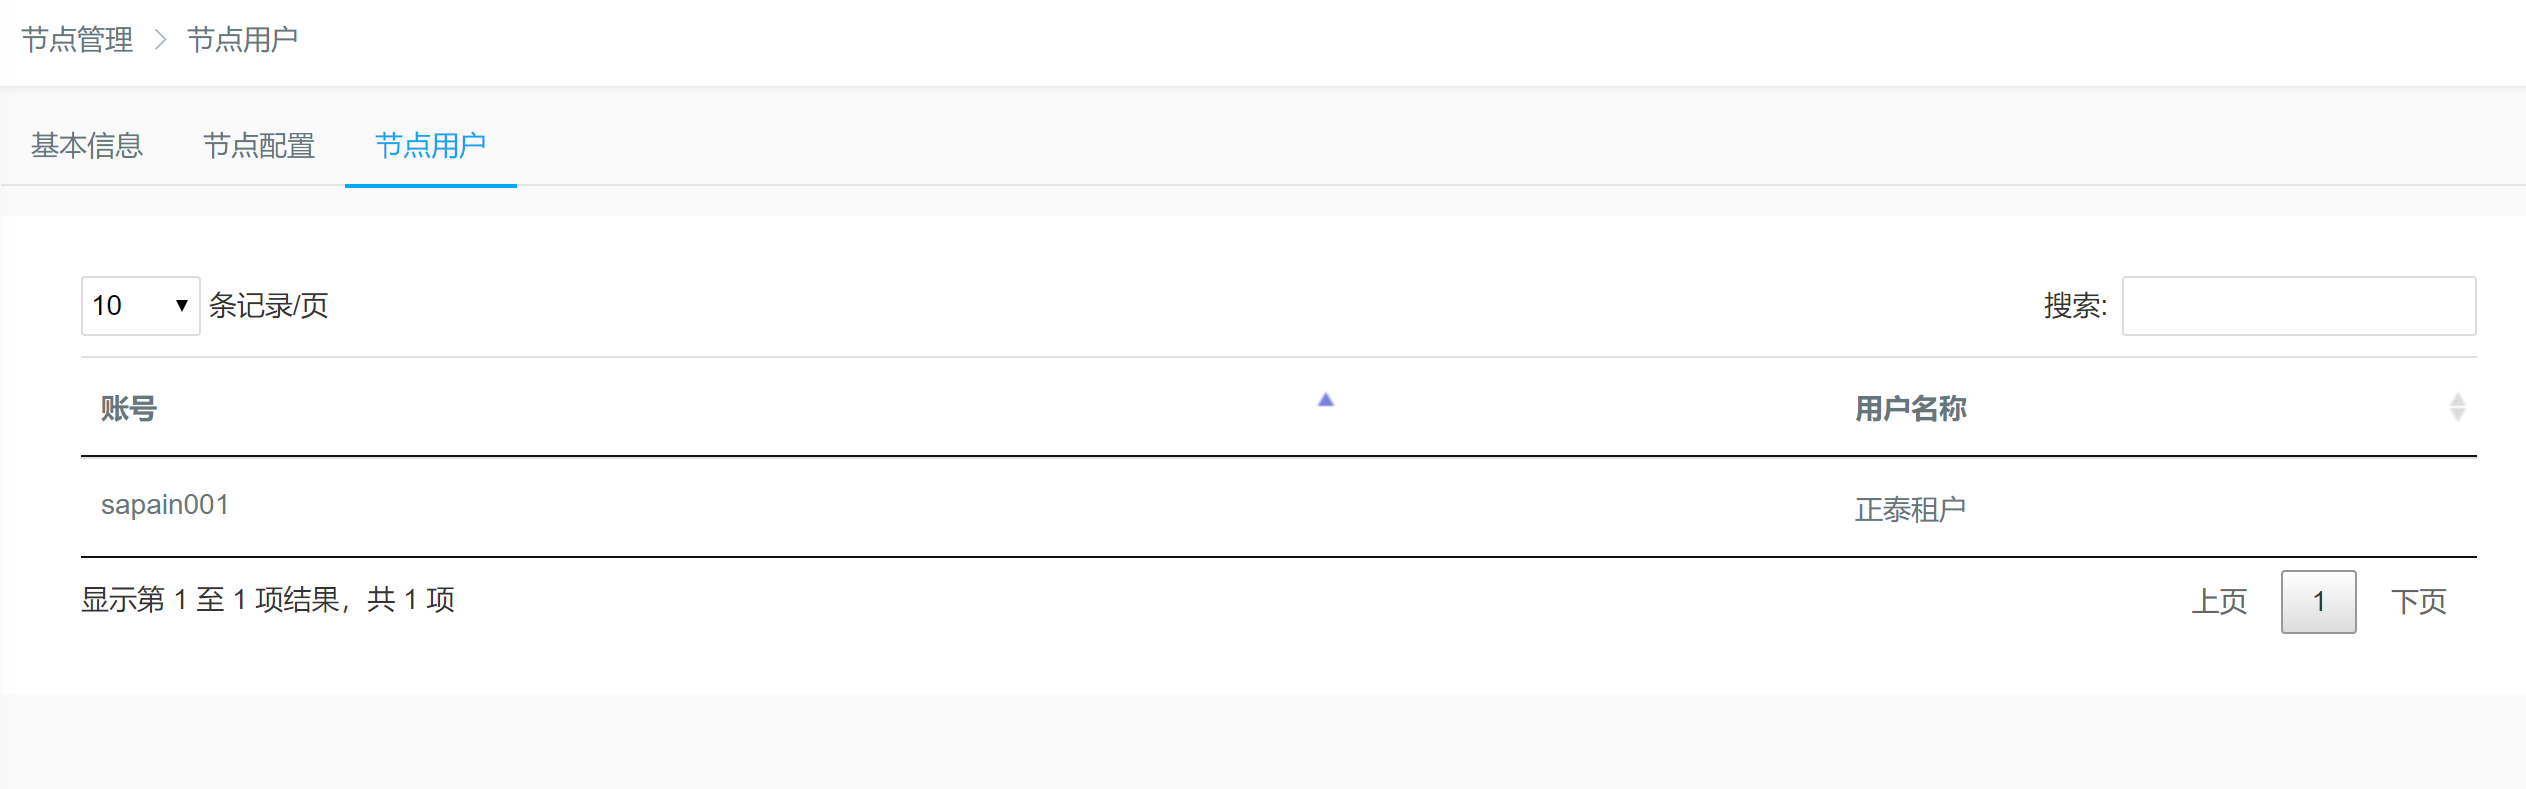 节点管理 > 节点用户
基本信息 节点配置 节点用户
10 条记录/页 搜索:
账号 用户名称
sapain001 正泰租户
显示第 1 至 1 项结果，共 1 项 上页 1 下页